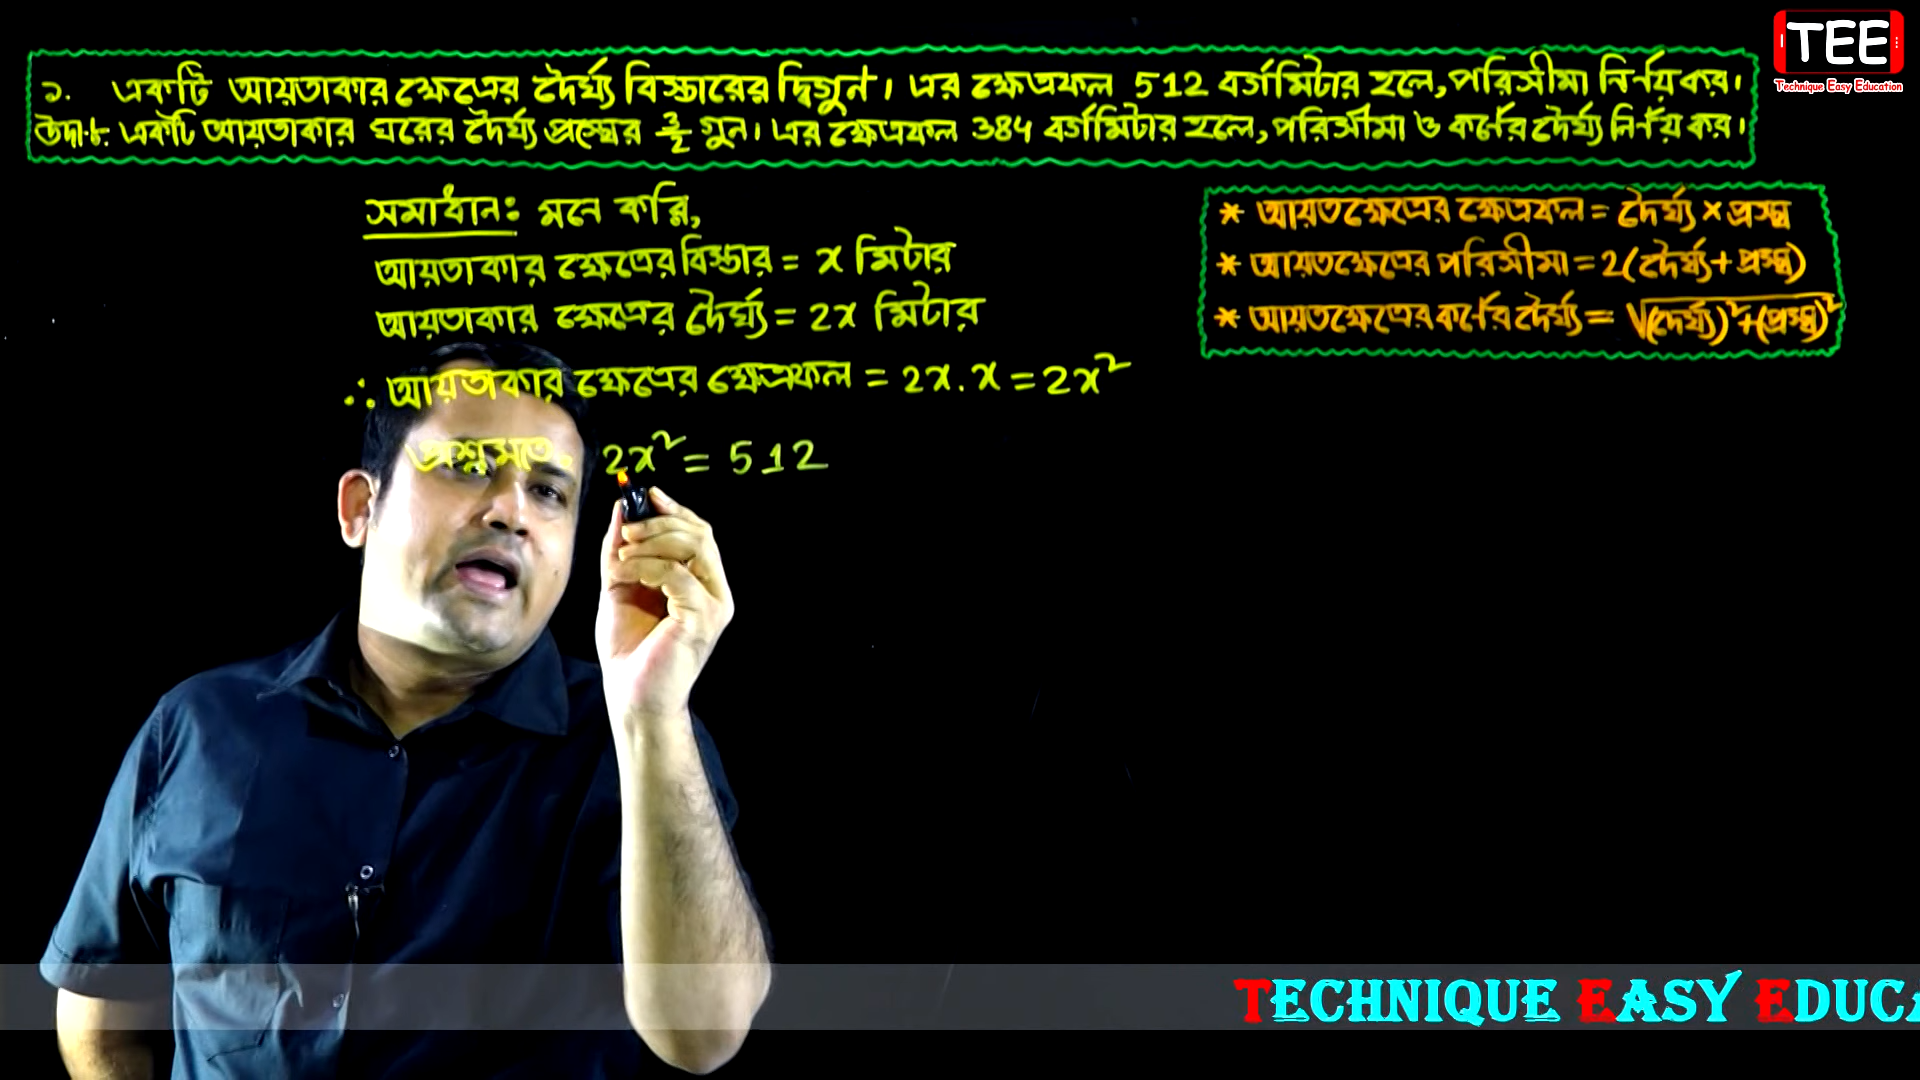 TEE
Technique Easy Education
১. একটি আয়তাকার ক্ষেত্রের দৈর্ঘ্য বিস্তারের দ্বিগুন। এর ক্ষেত্রফল 512 বর্গমিটার হলে, পরিসীমা নির্ণয় কর।
উদা.৮. একটি আয়তাকার ঘরের দৈর্ঘ্য প্রস্থের 3/2 গুন। এর ক্ষেত্রফল 384 বর্গমিটার হলে, পরিসীমা ও কর্ণের দৈর্ঘ্য নির্ণয় কর।
সমাধান: মনে করি,
আয়তাকার ক্ষেত্রের বিস্তার = x মিটার
আয়তাকার ক্ষেত্রের দৈর্ঘ্য = 2x মিটার
∴ আয়তাকার ক্ষেত্রের ক্ষেত্রফল = 2x.x = 2x²
প্রশ্নমতে, 2x² = 512
* আয়তক্ষেত্রের ক্ষেত্রফল = দৈর্ঘ্য × প্রস্থ
* আয়তক্ষেত্রের পরিসীমা = 2(দৈর্ঘ্য + প্রস্থ)
* আয়তক্ষেত্রের কর্ণের দৈর্ঘ্য = √(দৈর্ঘ্য)²+(প্রস্থ)²
TECHNIQUE EASY EDUCA